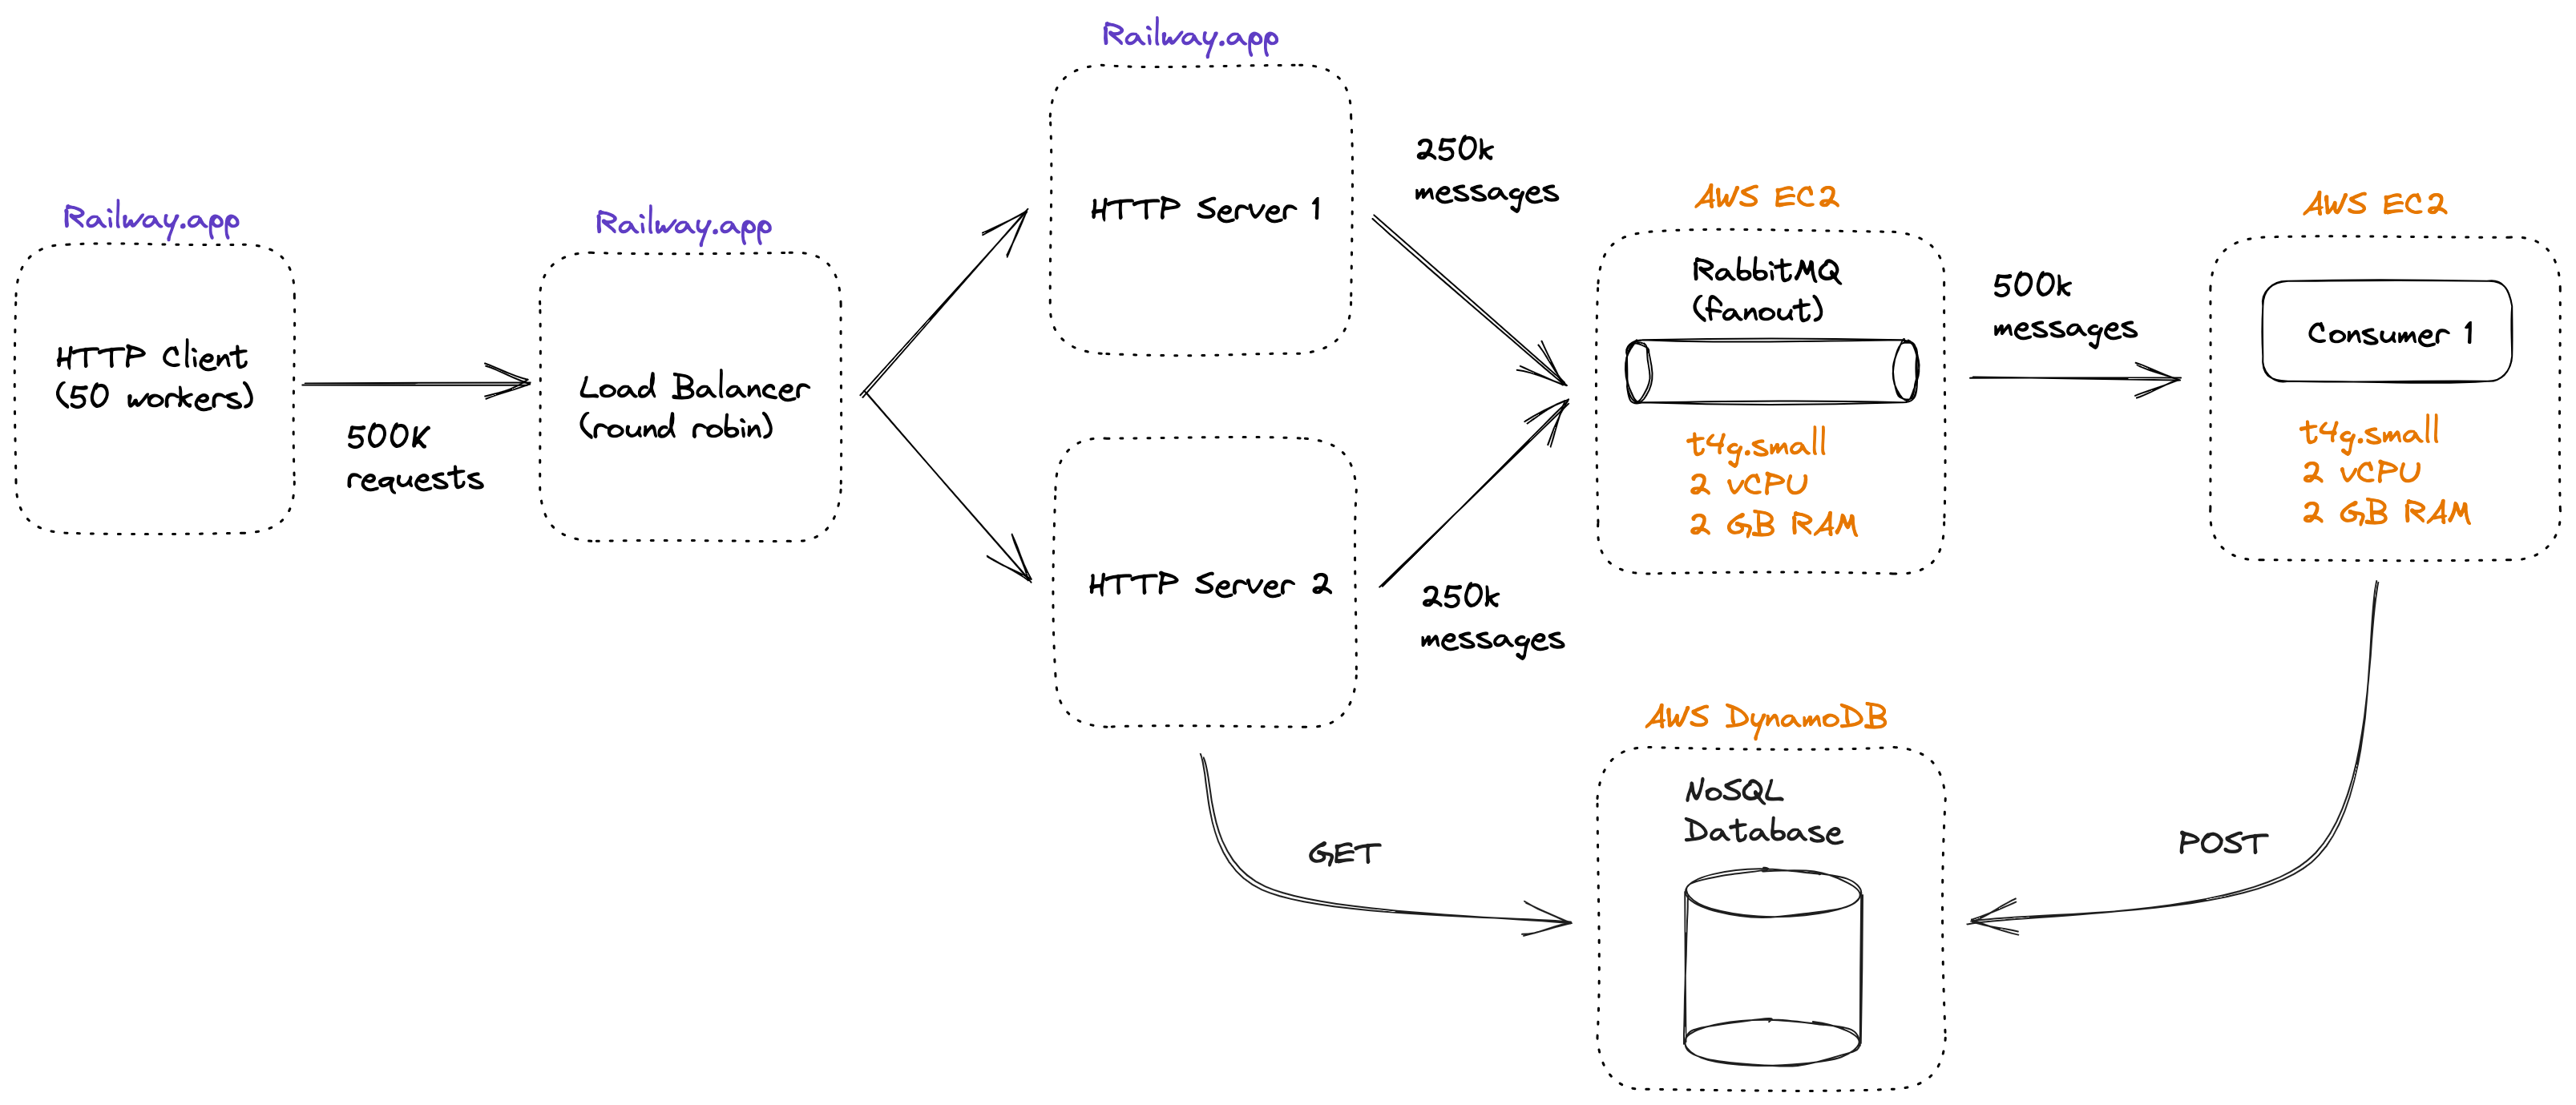 Railway.app
HTTP Client
(50 workers)
500K
requests
Railway.app
Load Balancer
(round robin)
Railway.app
HTTP Server 1
HTTP Server 2
250k
messages
250k
messages
AWS EC2
RabbitMQ
(fanout)
t4g.small
2 vCPU
2 GB RAM
500k
messages
AWS EC2
Consumer 1
t4g.small
2 vCPU
2 GB RAM
GET
AWS DynamoDB
NoSQL
Database
POST